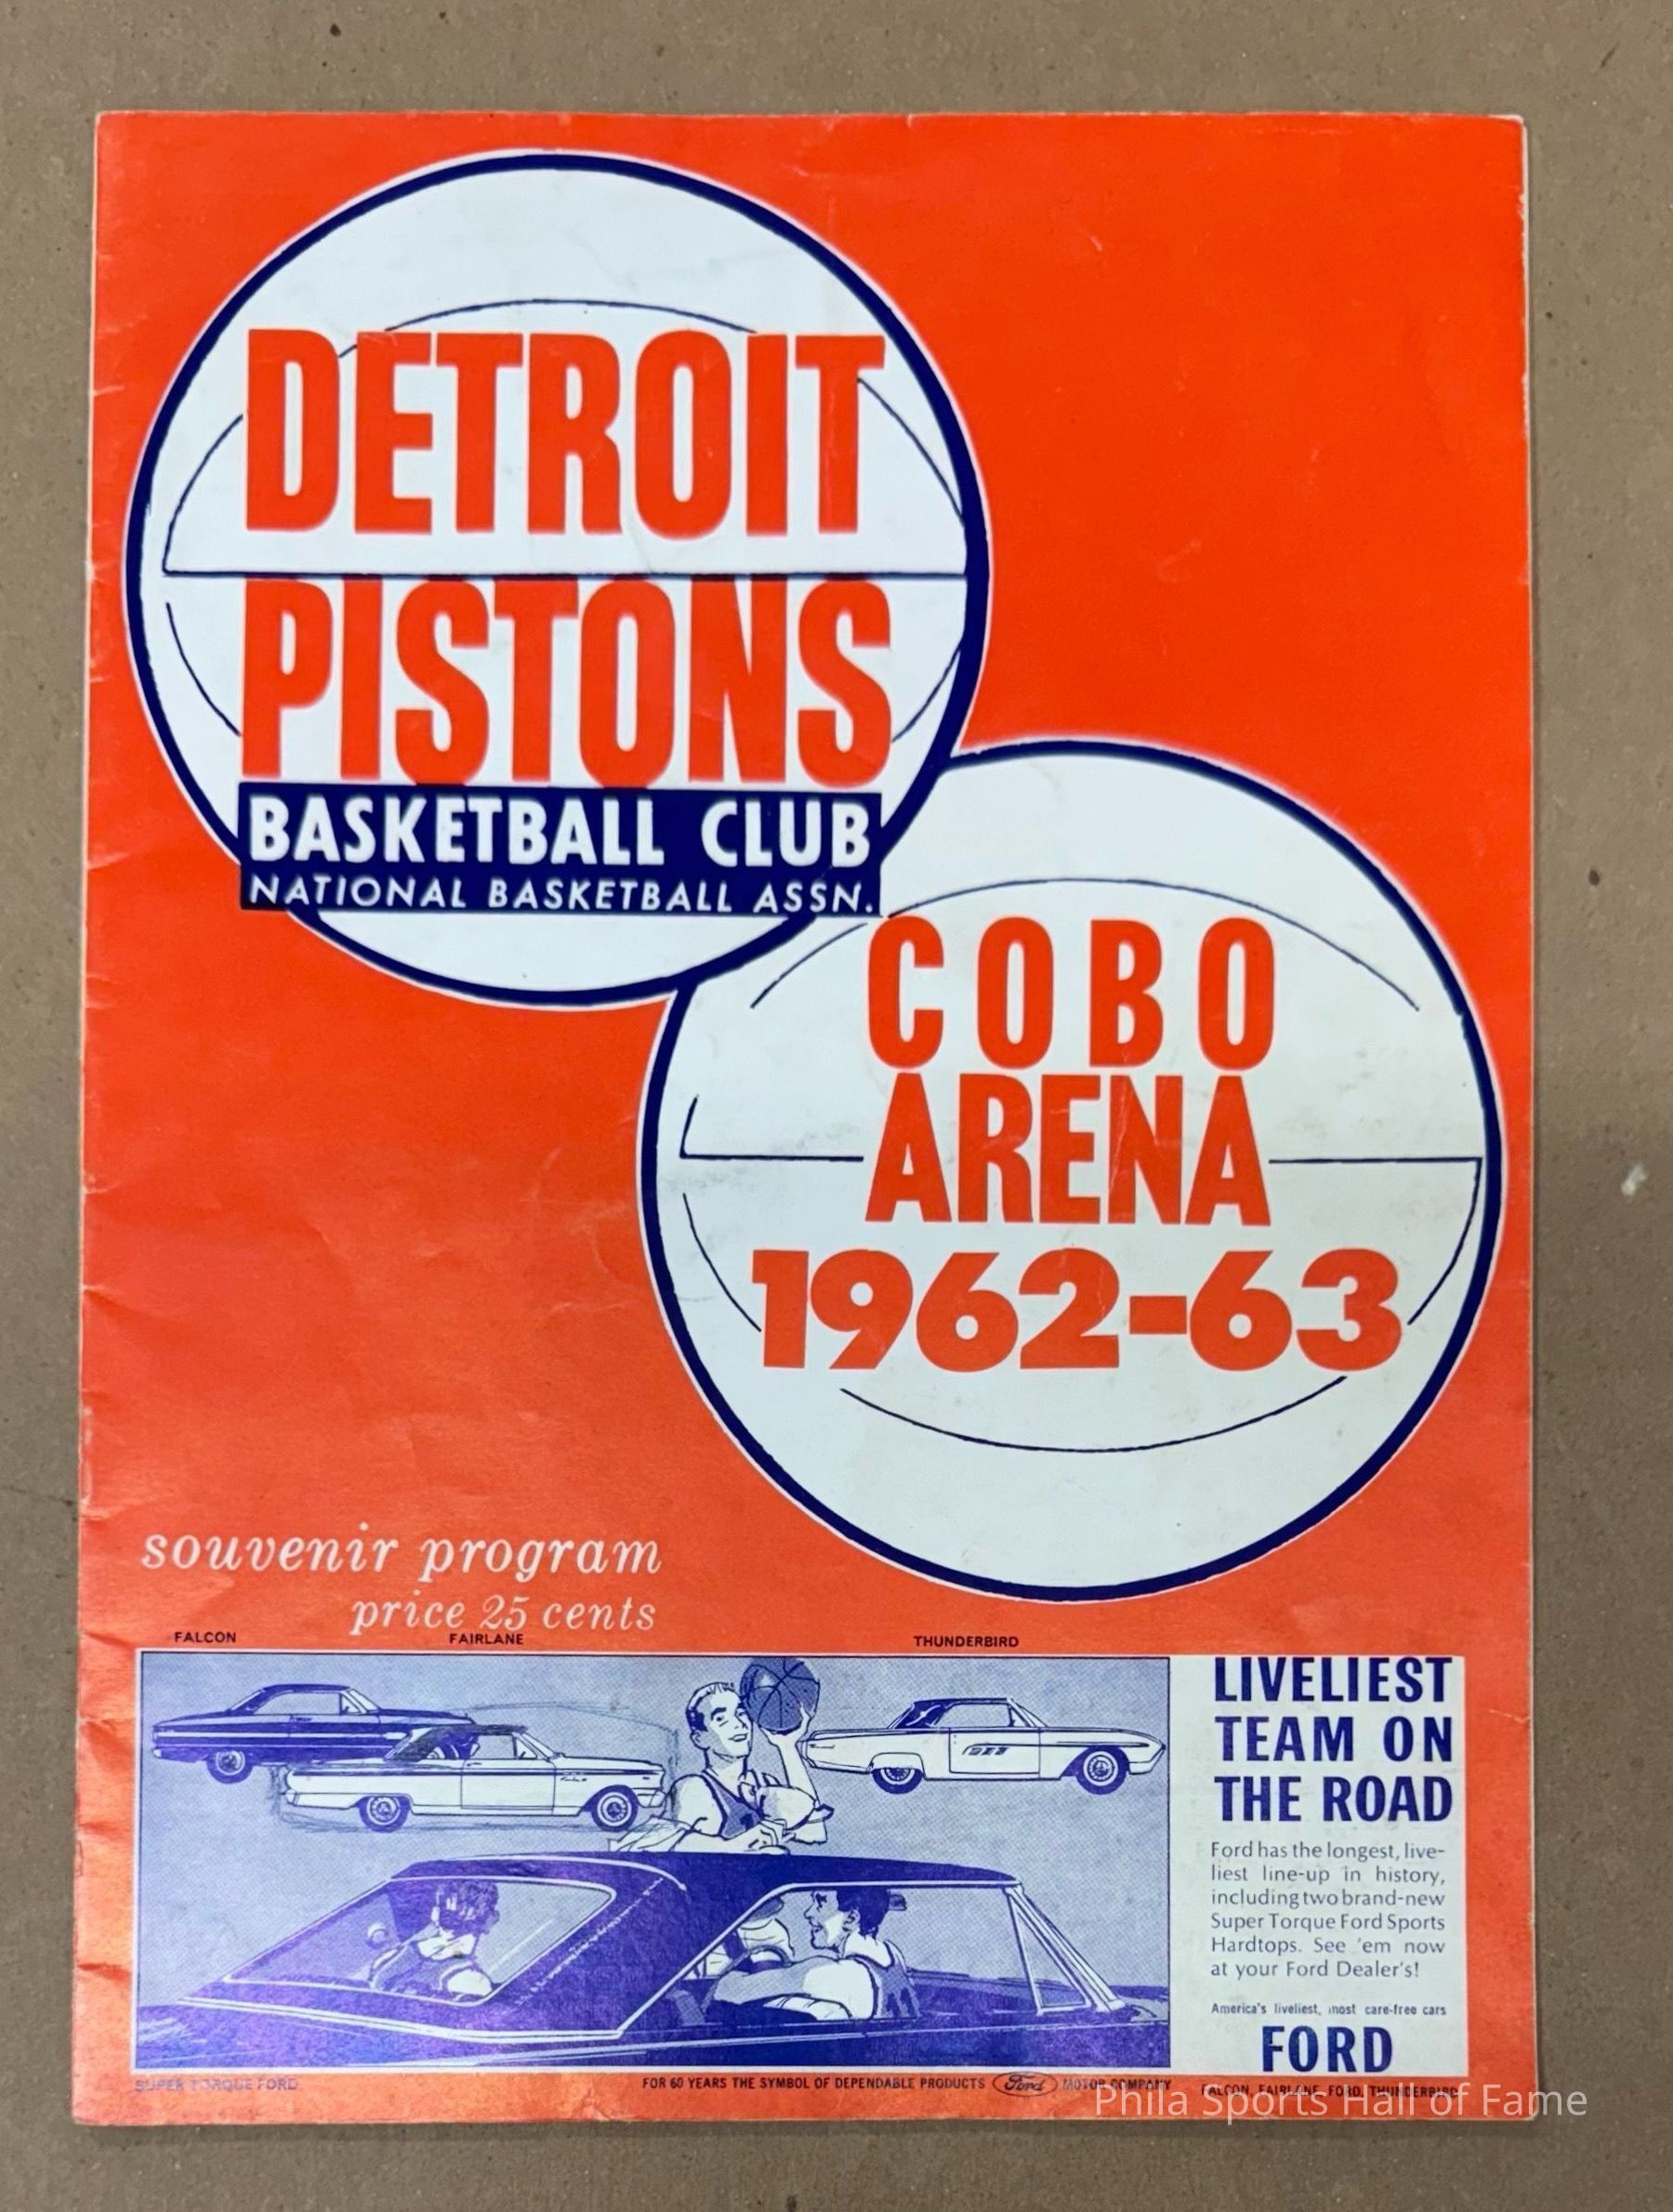 DETROIT
PISTONS
BASKETBALL CLUB
NATIONAL BASKETBALL ASSN.
COBO
ARENA
1962-63
souvenir program
price 25 cents
FALCON FAIRLANE THUNDERBIRD
LIVELIEST
TEAM ON
THE ROAD
Ford has the longest, live-
liest line-up in history,
including two brand-new
Super Torque Ford Sports
Hardtops. See 'em now
at your Ford Dealer's!
America's liveliest, most care-free cars
FORD
SUPER TORQUE FORD
FOR 60 YEARS THE SYMBOL OF DEPENDABLE PRODUCTS Ford MOTOR COMPANY
FALCON, FAIRLANE, FORD, THUNDERBIRD
Phila Sports Hall of Fame